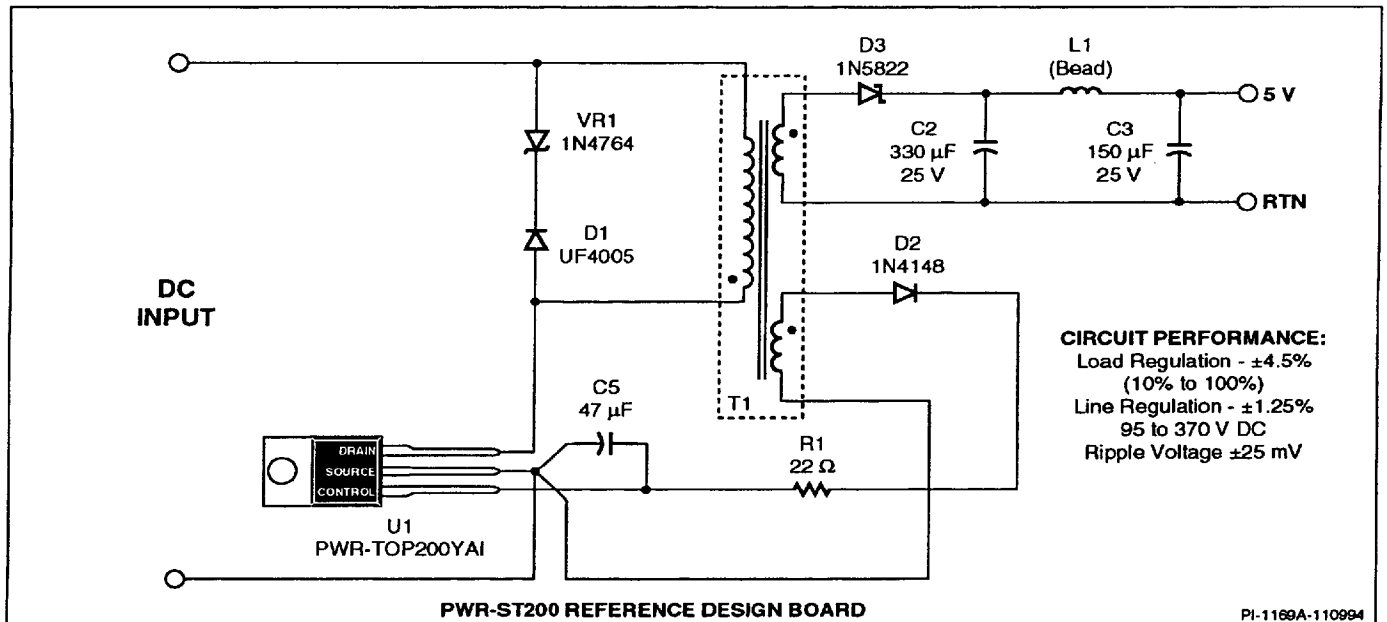 D3
1N5822
L1
(Bead)
5 V
VR1
1N4764
C2
330 µF
25 V
C3
150 µF
25 V
RTN
D1
UF4005
D2
1N4148
DC
INPUT
CIRCUIT PERFORMANCE:
Load Regulation - ±4.5%
(10% to 100%)
Line Regulation - ±1.25%
95 to 370 V DC
Ripple Voltage ±25 mV
T1
C5
47 µF
R1
22 Ω
DRAIN
SOURCE
CONTROL
U1
PWR-TOP200YAI
PWR-ST200 REFERENCE DESIGN BOARD
PI-1169A-110994